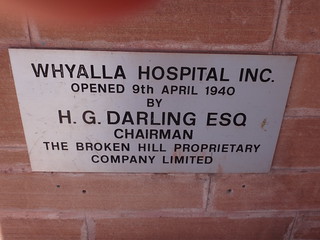 WHYALLA HOSPITAL INC.
OPENED 9th APRIL 1940
BY
H. G. DARLING ESQ
CHAIRMAN
THE BROKEN HILL PROPRIETARY
COMPANY LIMITED